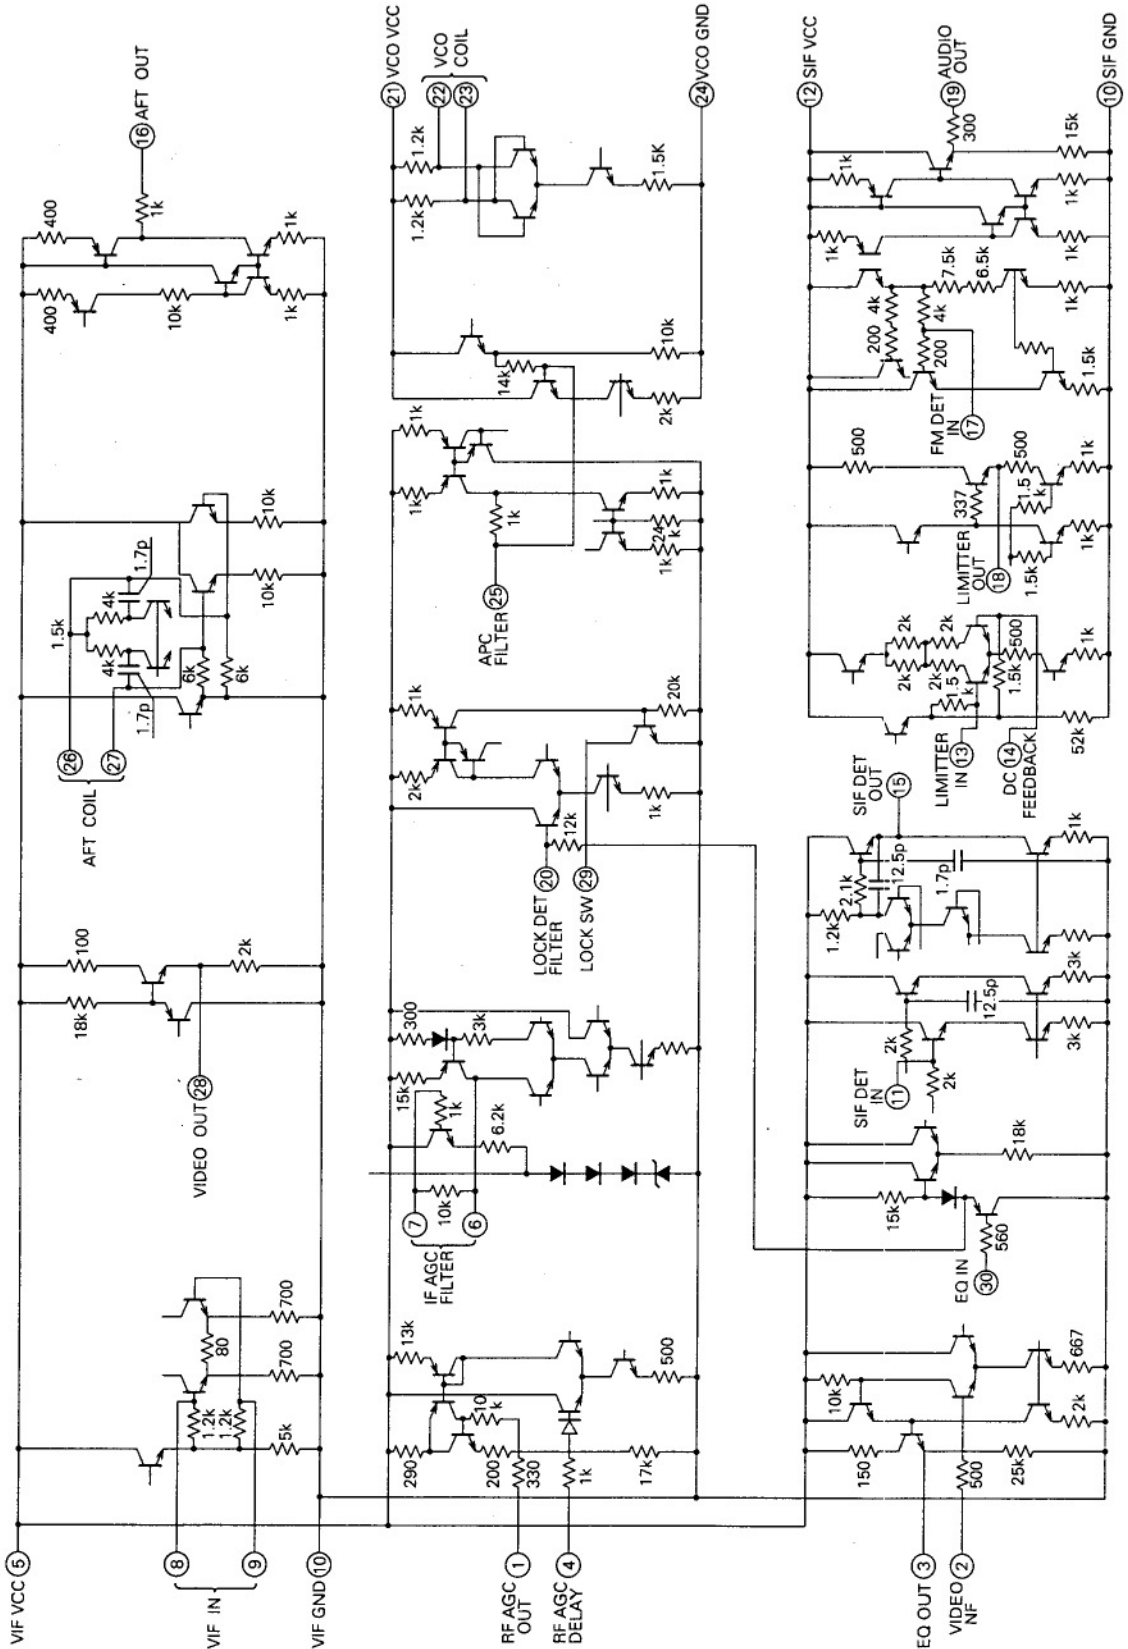 VIF VCC 5
8
VIF IN
9
VIF GND 10
1.2k
1.2k
5k
80
700
700
VIDEO OUT 28
18k
100
2k
AFT COIL
26
27
1.5k
4k
4k
1.7p
1.7p
6k
6k
10k
10k
400
400
10k
1k
1k
1k
16 AFT OUT
RF AGC OUT 1
RF AGC DELAY 4
290
13k
10k
200
330
1k
17k
500
IF AGC FILTER
7
6
10k
15k
300
1k
3k
6.2k
LOCK DET FILTER 20
LOCK SW 29
2k
1k
12k
1k
20k
APC FILTER 25
1k
1k
1k
1k
24k
1k
14k
2k
10k
1.2k
1.2k
1.5K
21 VCO VCC
22
VCO COIL
23
24 VCO GND
EQ OUT 3
VIDEO NF 2
150
10k
500
25k
2k
667
EQ IN
30
560
15k
18k
SIF DET IN
11
2k
2k
12.5p
3k
3k
1.2k
2.1k
12.5p
1.7p
3k
1k
SIF DET OUT
15
LIMITTER IN 13
DC FEEDBACK 14
2k
2k
2k
2k
1.5k
1.5k
500
52k
1k
LIMITTER OUT
18
500
337
500
1.5k
1.5k
1k
1k
FM DET IN
17
200
200
4k
4k
7.5k
6.5k
1.5k
1k
1k
1k
1k
1k
300
15k
12 SIF VCC
19 AUDIO OUT
10 SIF GND